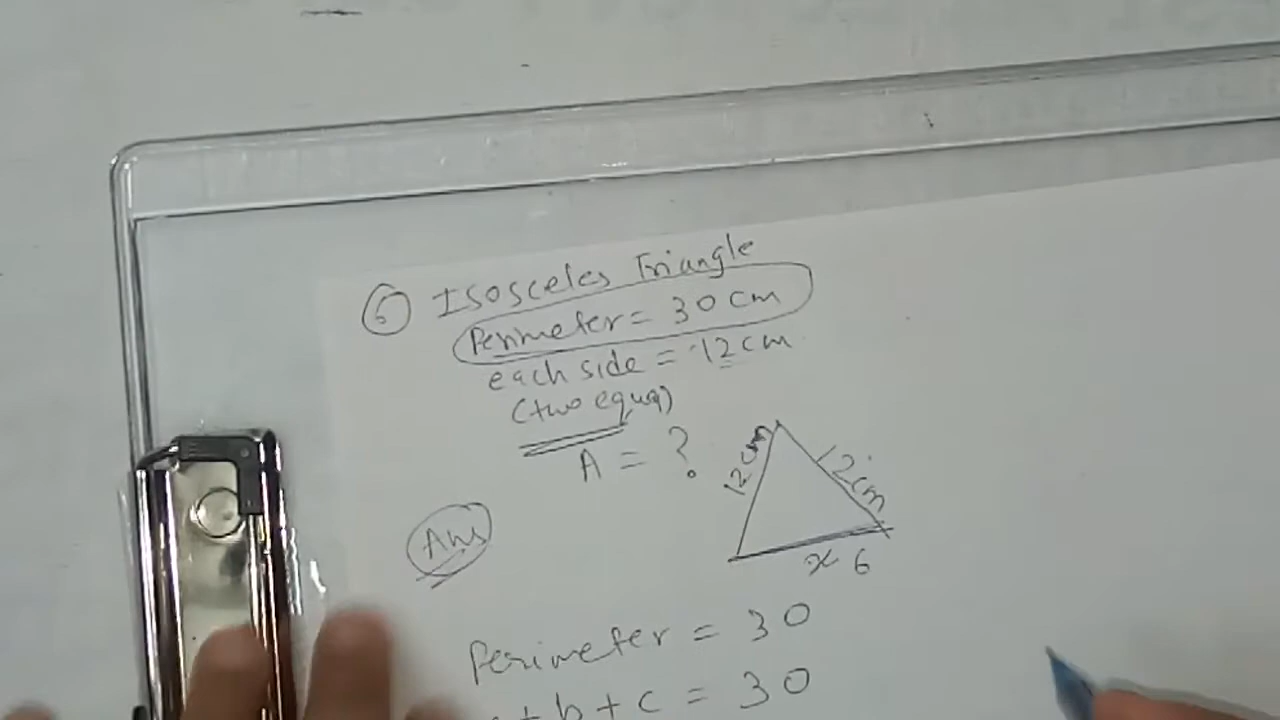 6 Isosceles Triangle
Perimeter = 30 cm
each side = 12 cm
(two equal)
A = ?
12 cm
12 cm
x 6
Ans
Perimeter = 30
+ b + c = 30